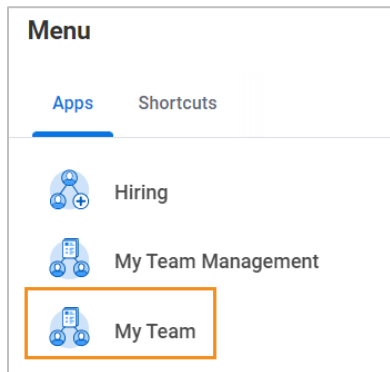 Menu
Apps Shortcuts
Hiring
My Team Management
My Team